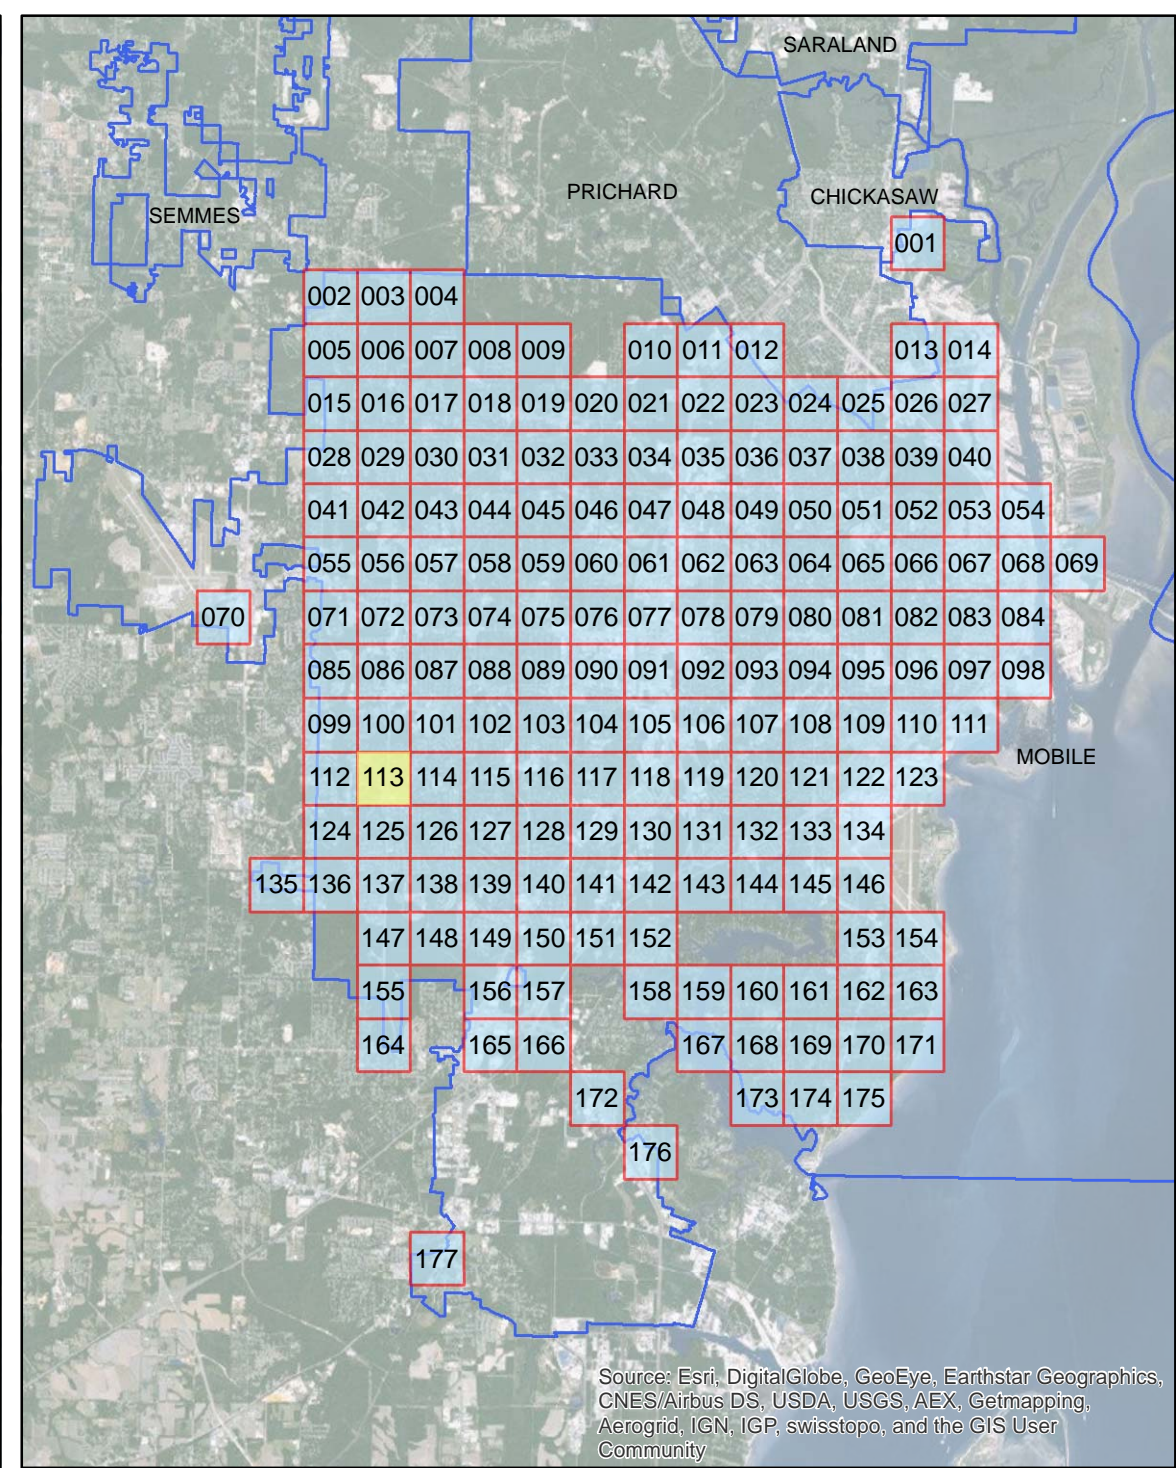 SARALAND
PRICHARD
CHICKASAW
SEMMES
001
002 003 004
005 006 007 008 009 010 011 012 013 014
015 016 017 018 019 020 021 022 023 024 025 026 027
028 029 030 031 032 033 034 035 036 037 038 039 040
041 042 043 044 045 046 047 048 049 050 051 052 053 054
055 056 057 058 059 060 061 062 063 064 065 066 067 068 069
070 071 072 073 074 075 076 077 078 079 080 081 082 083 084
085 086 087 088 089 090 091 092 093 094 095 096 097 098
099 100 101 102 103 104 105 106 107 108 109 110 111
MOBILE
112 113 114 115 116 117 118 119 120 121 122 123
124 125 126 127 128 129 130 131 132 133 134
135 136 137 138 139 140 141 142 143 144 145 146
147 148 149 150 151 152 153 154
155 156 157 158 159 160 161 162 163
164 165 166 167 168 169 170 171
172 173 174 175
176
177
Source: Esri, DigitalGlobe, GeoEye, Earthstar Geographics,
CNES/Airbus DS, USDA, USGS, AEX, Getmapping,
Aerogrid, IGN, IGP, swisstopo, and the GIS User
Community